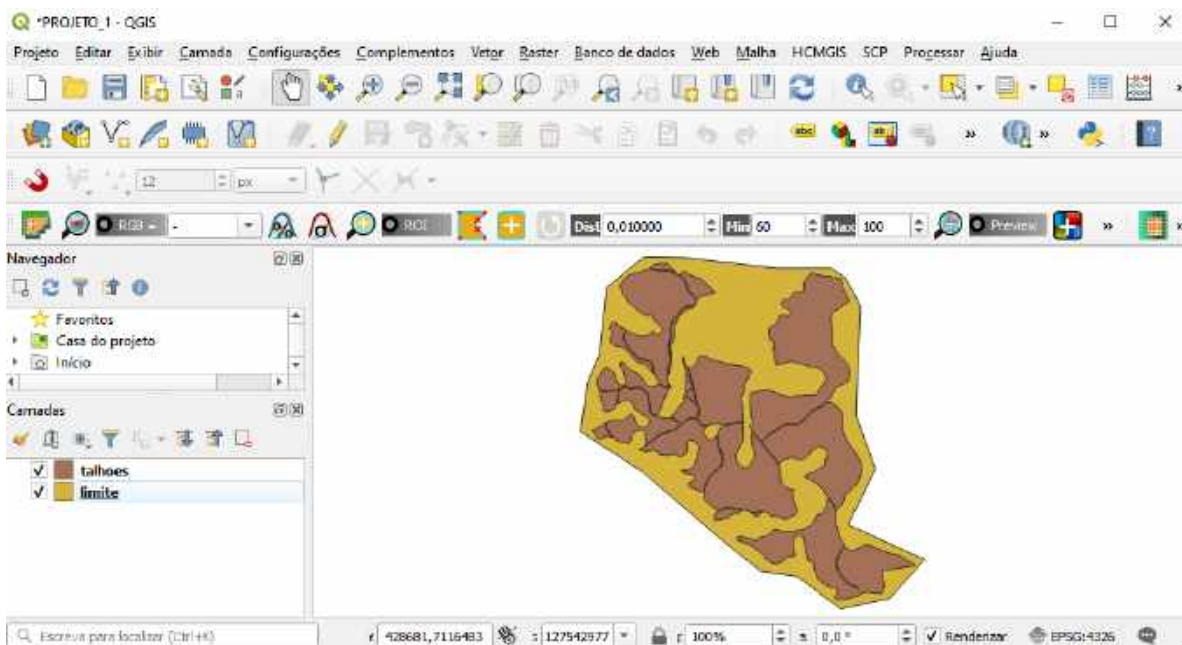 *PROJETO_1 - QGIS
Projeto Editar Exibir Camada Configurações Complementos Vetor Raster Banco de dados Web Malha HCMGIS SCP Processar Ajuda
abc
12 px
RGB = - ROI Dist 0,010000 Min 60 Max 100 Preview
Navegador
Favoritos
Casa do projeto
Início
Camadas
talhoes
limite
Escreva para localizar (Ctrl+K) 428681,7116483 1:127542977 100% 0,0 ° Renderizar EPSG:4326